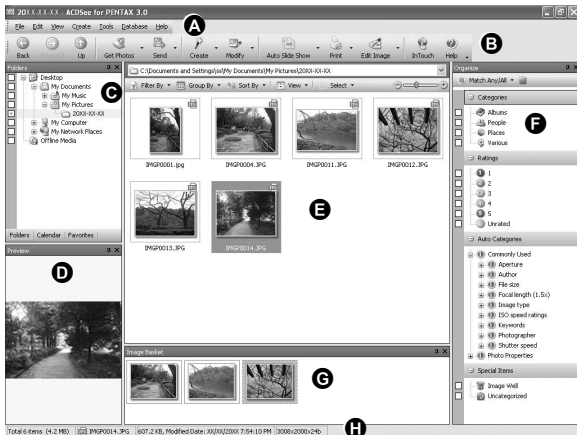 20XX-XX-XX - ACDSee for PENTAX 3.0
File Edit View Create Tools Database Help
A
Back Forward Up Get Photos Send Create Modify Auto Slide Show Print Edit Image InTouch Help
B
Folders
Desktop
My Documents
My Music
My Pictures
20XX-XX-XX
My Computer
My Network Places
Offline Media
C
Folders Calendar Favorites
Preview
D
C:\Documents and Settings\ss\My Documents\My Pictures\20XX-XX-XX
Filter By Group By Sort By View Select
IMGP0001.jpg IMGP0004.JPG IMGP0011.JPG IMGP0012.JPG
IMGP0013.JPG IMGP0014.JPG
E
Image Basket
G
Organize
Match Any/All
Categories
Albums
People
Places
Various
F
Ratings
1
2
3
4
5
Unrated
Auto Categories
Commonly Used
Aperture
Author
File size
Focal length (1.5x)
Image type
ISO speed ratings
Keywords
Photographer
Shutter speed
Photo Properties
Special Items
Image Well
Uncategorized
Total 6 items (4.2 MB) IMGP0014.JPG 607.2 KB, Modified Date: XX/XX/20XX 7:54:10 PM 3008x2000x24b
H